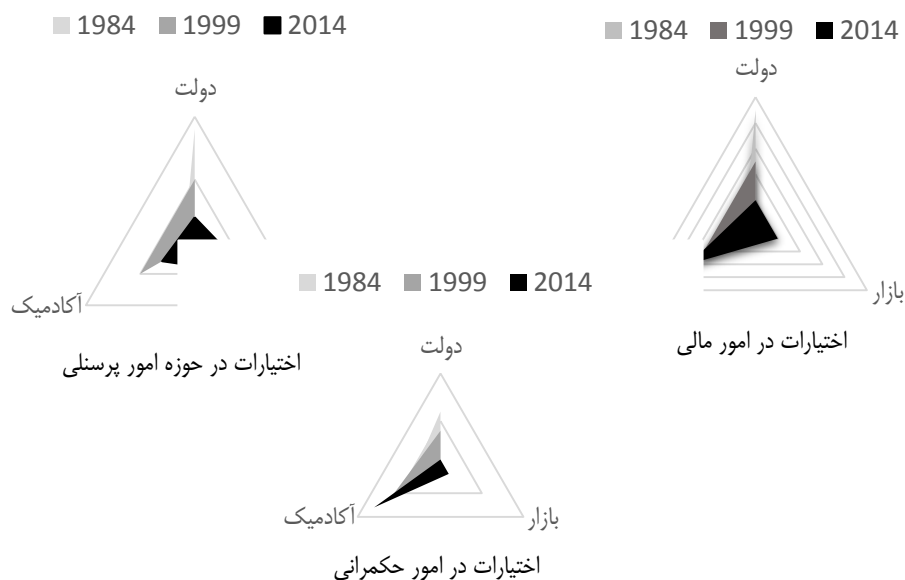 1984 1999 2014
دولت
آکادمیک
اختیارات در حوزه امور پرسنلی
1984 1999 2014
دولت
بازار
اختیارات در امور مالی
1984 1999 2014
دولت
آکادمیک
بازار
اختیارات در امور حکمرانی